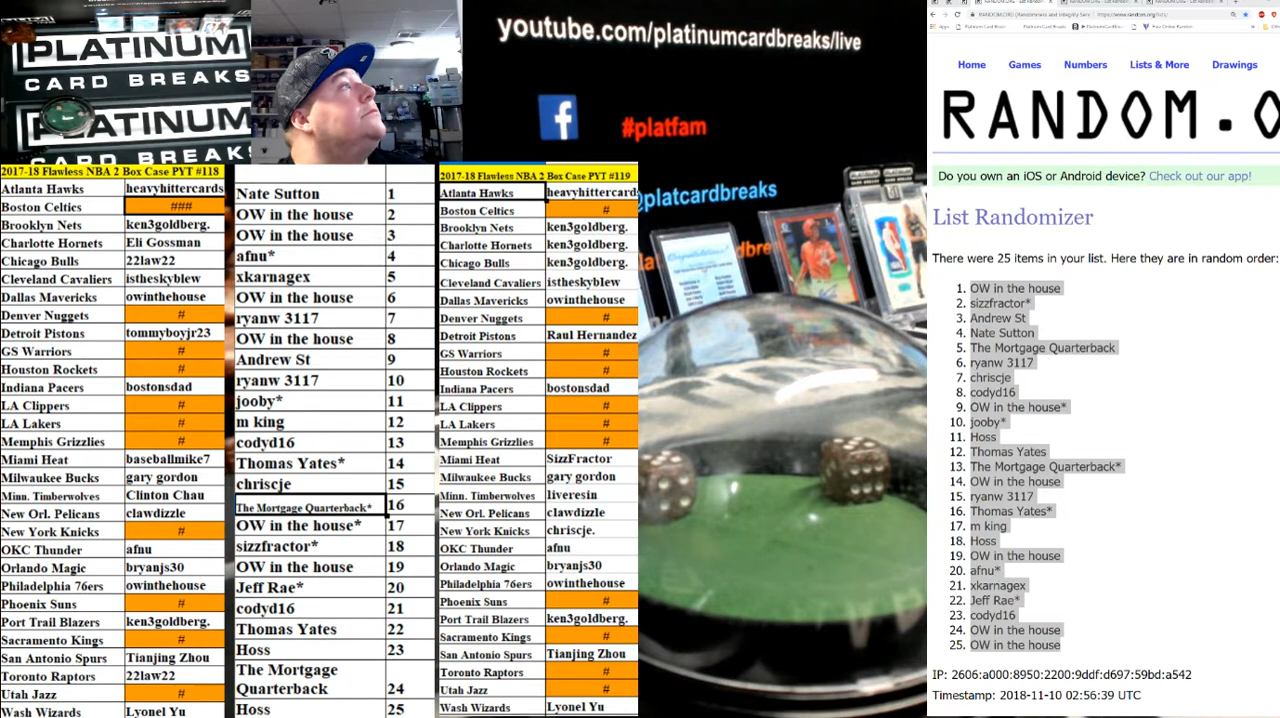 PLATINUM
CARD BREAKS
PLATINUM
CARD BREAKS
youtube.com/platinumcardbreaks/live
f
#platfam
@platcardbreaks
2017-18 Flawless NBA 2 Box Case PYT #118
Atlanta Hawks heavyhittercards
Boston Celtics ###
Brooklyn Nets ken3goldberg.
Charlotte Hornets Eli Gossman
Chicago Bulls 22law22
Cleveland Cavaliers istheskyblew
Dallas Mavericks owinthehouse
Denver Nuggets #
Detroit Pistons tommyboyjr23
GS Warriors #
Houston Rockets #
Indiana Pacers bostonsdad
LA Clippers #
LA Lakers #
Memphis Grizzlies #
Miami Heat baseballmike7
Milwaukee Bucks gary gordon
Minn. Timberwolves Clinton Chau
New Orl. Pelicans clawdizzle
New York Knicks #
OKC Thunder afnu
Orlando Magic bryanjs30
Philadelphia 76ers owinthehouse
Phoenix Suns #
Port Trail Blazers ken3goldberg.
Sacramento Kings #
San Antonio Spurs Tianjing Zhou
Toronto Raptors 22law22
Utah Jazz #
Wash Wizards Lyonel Yu
Nate Sutton 1
OW in the house 2
OW in the house 3
afnu* 4
xkarnagex 5
OW in the house 6
ryanw 3117 7
OW in the house 8
Andrew St 9
ryanw 3117 10
jooby* 11
m king 12
codyd16 13
Thomas Yates* 14
chriscje 15
The Mortgage Quarterback* 16
OW in the house* 17
sizzfractor* 18
OW in the house 19
Jeff Rae* 20
codyd16 21
Thomas Yates 22
Hoss 23
The Mortgage
Quarterback 24
Hoss 25
2017-18 Flawless NBA 2 Box Case PYT #119
Atlanta Hawks heavyhittercards
Boston Celtics #
Brooklyn Nets ken3goldberg.
Charlotte Hornets ken3goldberg.
Chicago Bulls ken3goldberg.
Cleveland Cavaliers istheskyblew
Dallas Mavericks owinthehouse
Denver Nuggets #
Detroit Pistons Raul Hernandez
GS Warriors #
Houston Rockets #
Indiana Pacers bostonsdad
LA Clippers #
LA Lakers #
Memphis Grizzlies #
Miami Heat SizzFractor
Milwaukee Bucks gary gordon
Minn. Timberwolves liveresin
New Orl. Pelicans clawdizzle
New York Knicks chriscje.
OKC Thunder afnu
Orlando Magic bryanjs30
Philadelphia 76ers owinthehouse
Phoenix Suns #
Port Trail Blazers ken3goldberg.
Sacramento Kings #
San Antonio Spurs Tianjing Zhou
Toronto Raptors #
Utah Jazz #
Wash Wizards Lyonel Yu
Home Games Numbers Lists & More Drawings
RANDOM.O
Do you own an iOS or Android device? Check out our app!
List Randomizer
There were 25 items in your list. Here they are in random order:
1. OW in the house
2. sizzfractor*
3. Andrew St
4. Nate Sutton
5. The Mortgage Quarterback
6. ryanw 3117
7. chriscje
8. codyd16
9. OW in the house*
10. jooby*
11. Hoss
12. Thomas Yates
13. The Mortgage Quarterback*
14. OW in the house
15. ryanw 3117
16. Thomas Yates*
17. m king
18. Hoss
19. OW in the house
20. afnu*
21. xkarnagex
22. Jeff Rae*
23. codyd16
24. OW in the house
25. OW in the house
IP: 2606:a000:8950:2200:9ddf:d697:59bd:a542
Timestamp: 2018-11-10 02:56:39 UTC